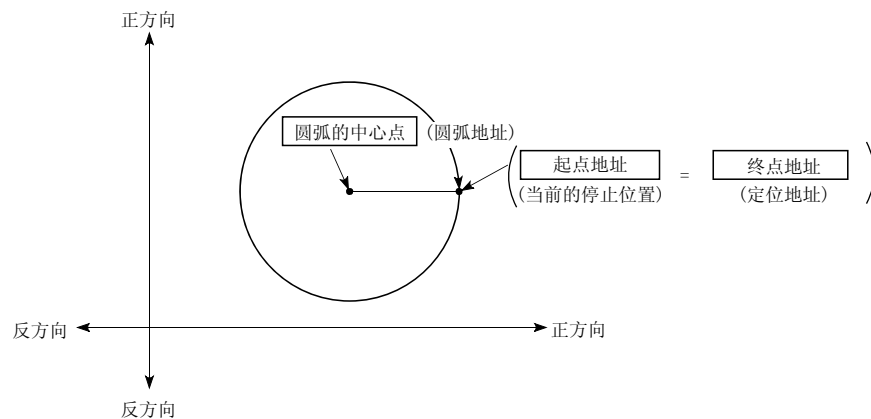 正方向
圆弧的中心点 (圆弧地址)
( 起点地址 = 终点地址 )
(当前的停止位置) (定位地址)
反方向 正方向
反方向